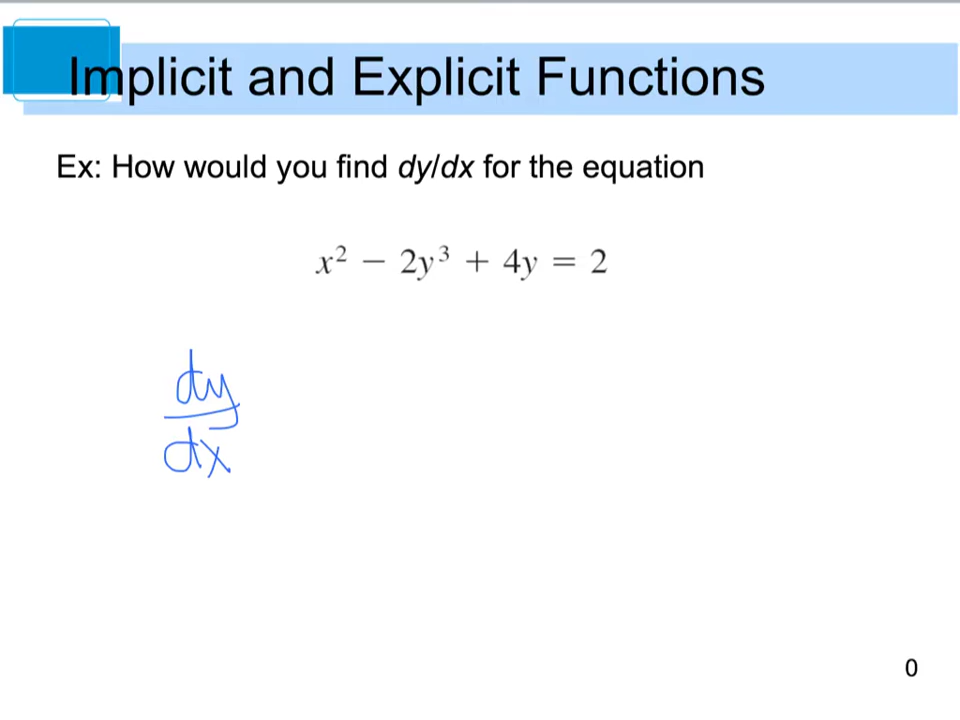 Implicit and Explicit Functions
Ex: How would you find dy/dx for the equation
x² − 2y³ + 4y = 2
dy
dx
0